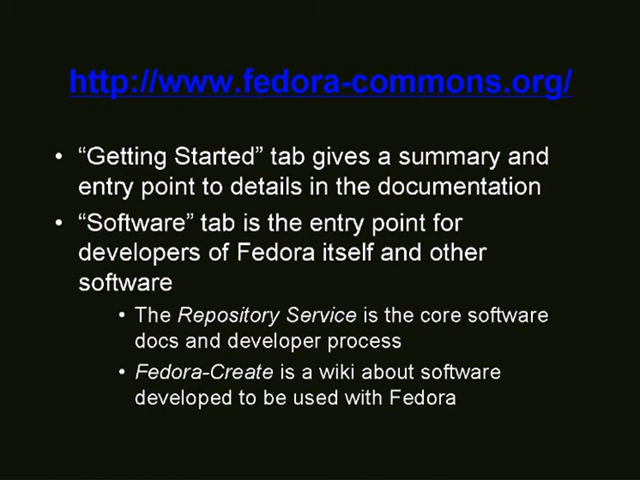 http://www.fedora-commons.org/
• “Getting Started” tab gives a summary and
entry point to details in the documentation
• “Software” tab is the entry point for
developers of Fedora itself and other
software
• The Repository Service is the core software
docs and developer process
• Fedora-Create is a wiki about software
developed to be used with Fedora